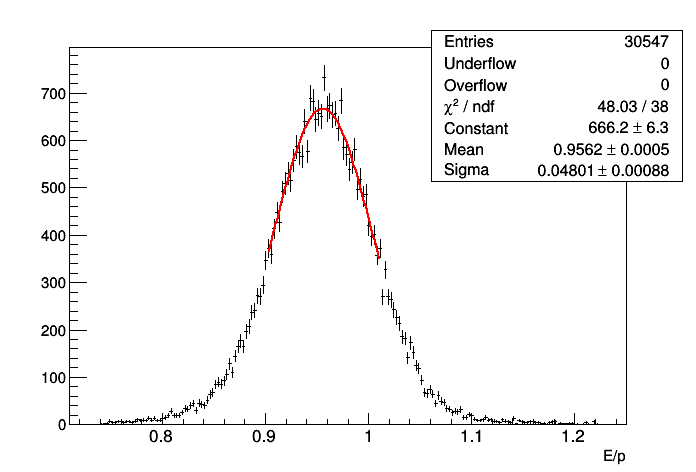 Entries 30547
Underflow 0
Overflow 0
χ² / ndf 48.03 / 38
Constant 666.2 ± 6.3
Mean 0.9562 ± 0.0005
Sigma 0.04801 ± 0.00088
700
600
500
400
300
200
100
0
0.8 0.9 1 1.1 1.2
E/p